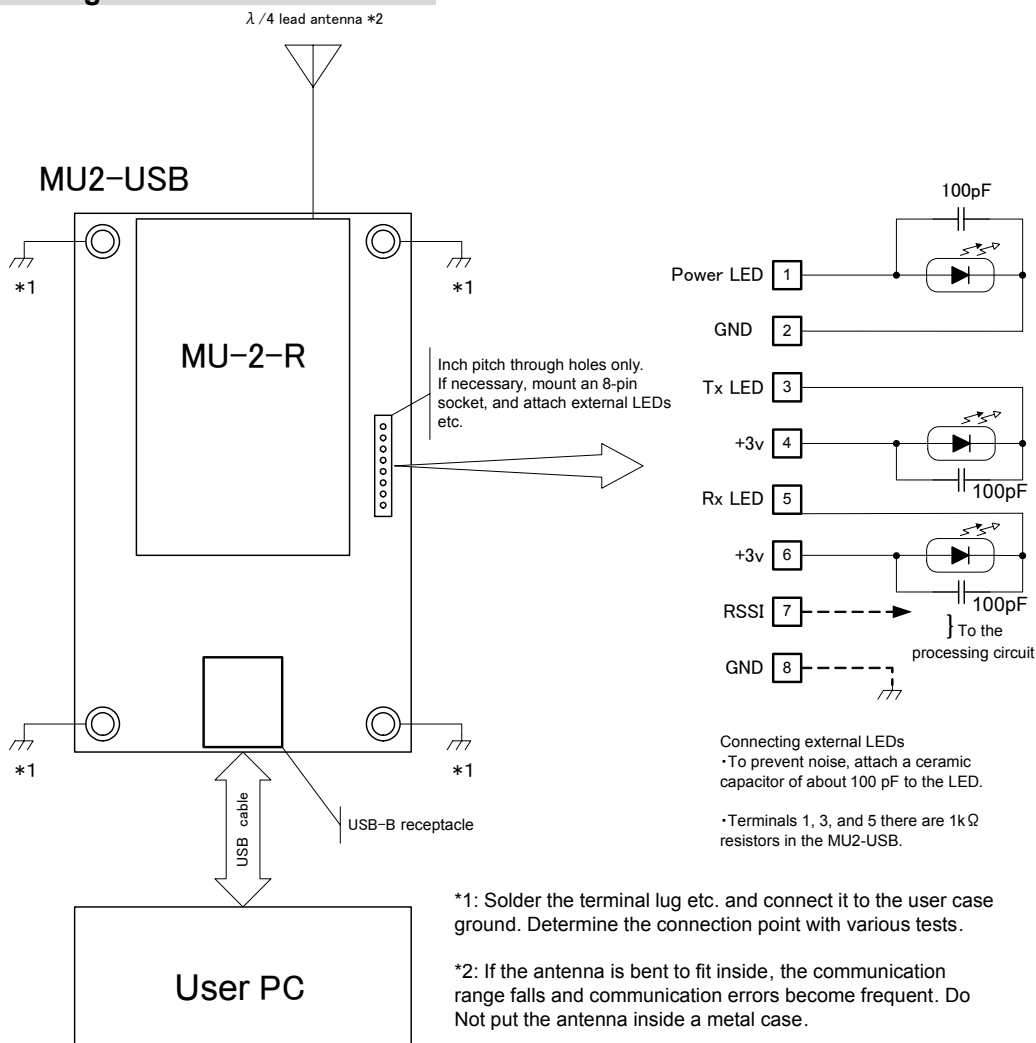 λ/4 lead antenna *2
MU2-USB
*1
*1
MU-2-R
Inch pitch through holes only.
If necessary, mount an 8-pin
socket, and attach external LEDs
etc.
100pF
Power LED 1
GND 2
Tx LED 3
+3v 4
100pF
Rx LED 5
+3v 6
100pF
RSSI 7
} To the
processing circuit
GND 8
*1
*1
USB cable
USB-B receptacle
Connecting external LEDs
・To prevent noise, attach a ceramic
capacitor of about 100 pF to the LED.
・Terminals 1, 3, and 5 there are 1kΩ
resistors in the MU2-USB.
User PC
*1: Solder the terminal lug etc. and connect it to the user case
ground. Determine the connection point with various tests.
*2: If the antenna is bent to fit inside, the communication
range falls and communication errors become frequent. Do
Not put the antenna inside a metal case.